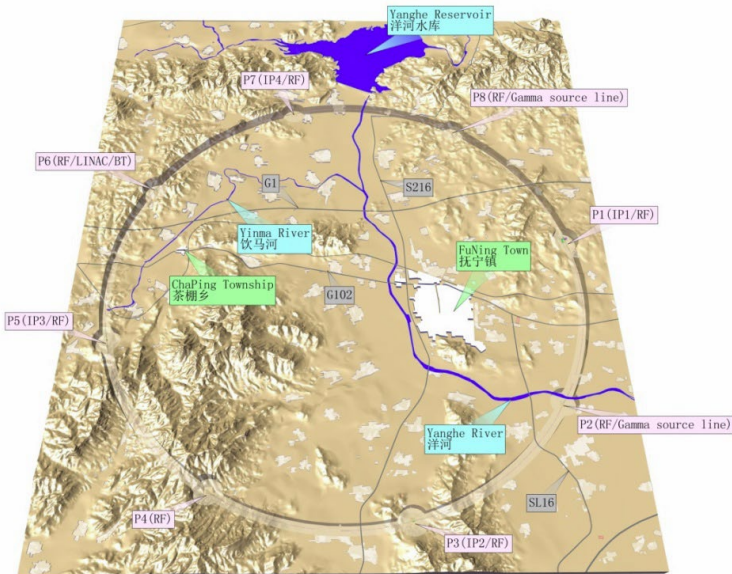 Yanghe Reservoir
洋河水库
P7(IP4/RF)
P8(RF/Gamma source line)
P6(RF/LINAC/BT)
G1
S216
P1(IP1/RF)
Yinma River
饮马河
FuNing Town
抚宁镇
ChaPing Township
茶棚乡
G102
P5(IP3/RF)
P2(RF/Gamma source line)
Yanghe River
洋河
SL16
P4(RF)
P3(IP2/RF)